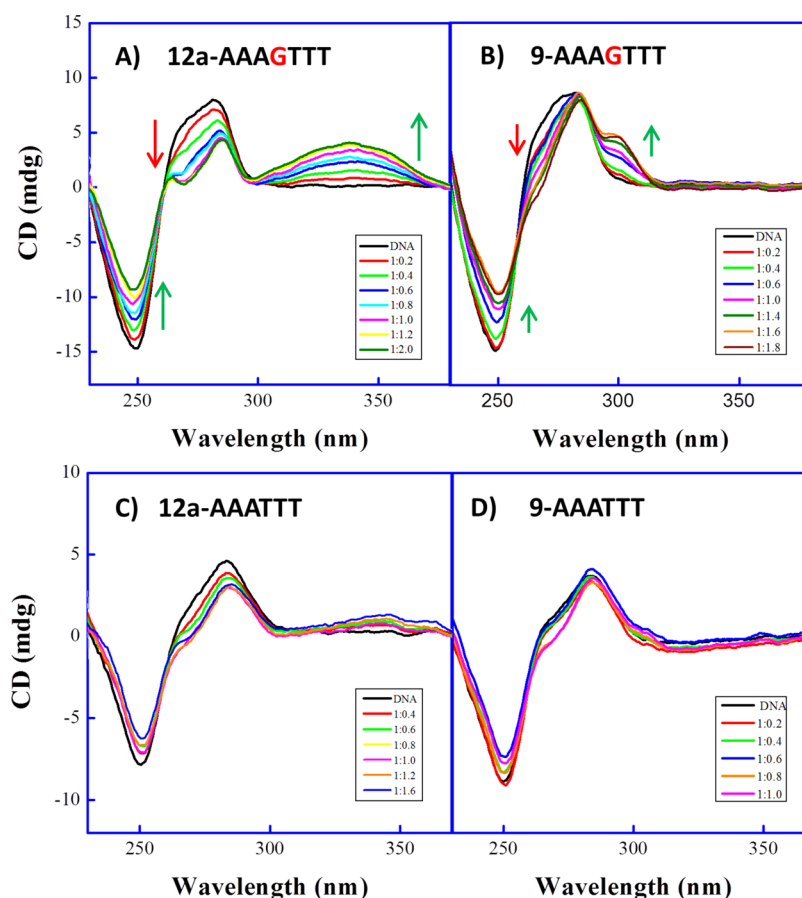 A) 12a-AAAGTTT
15
10
5
0
-5
-10
-15
CD (mdg)
DNA
1:0.2
1:0.4
1:0.6
1:0.8
1:1.0
1:1.2
1:2.0
250 300 350
Wavelength (nm)
B) 9-AAAGTTT
DNA
1:0.2
1:0.4
1:0.6
1:1.0
1:1.4
1:1.6
1:1.8
250 300 350
Wavelength (nm)
C) 12a-AAATTT
10
5
0
-5
-10
CD (mdg)
DNA
1:0.4
1:0.6
1:0.8
1:1.0
1:1.2
1:1.6
250 300 350
Wavelength (nm)
D) 9-AAATTT
DNA
1:0.2
1:0.4
1:0.6
1:0.8
1:1.0
250 300 350
Wavelength (nm)